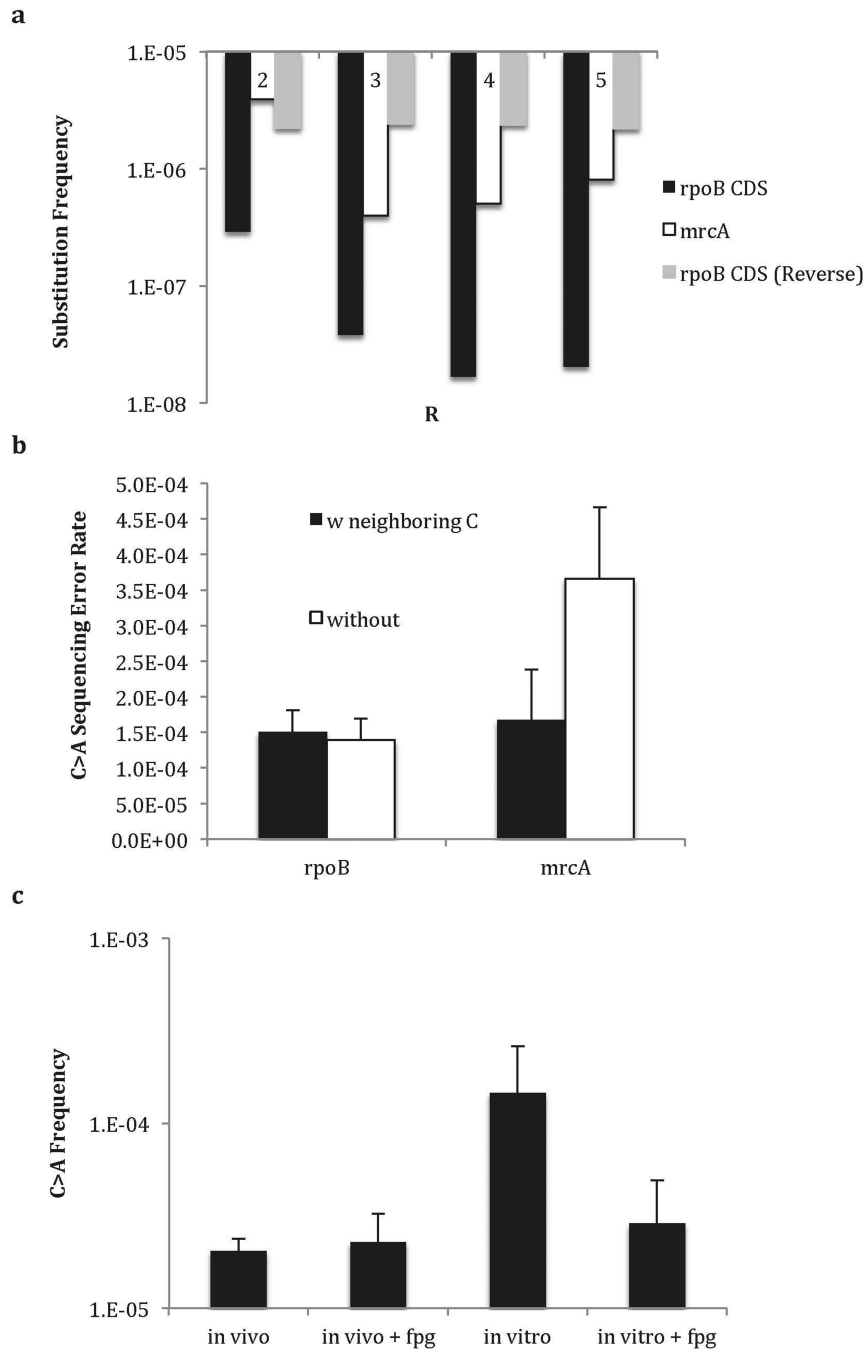 a
Substitution Frequency
1.E-05
1.E-06
1.E-07
1.E-08
2
3
4
5
R
rpoB CDS
mrcA
rpoB CDS (Reverse)
b
C>A Sequencing Error Rate
5.0E-04
4.5E-04
4.0E-04
3.5E-04
3.0E-04
2.5E-04
2.0E-04
1.5E-04
1.0E-04
5.0E-05
0.0E+00
w neighboring C
without
rpoB
mrcA
c
C>A Frequency
1.E-03
1.E-04
1.E-05
in vivo
in vivo + fpg
in vitro
in vitro + fpg